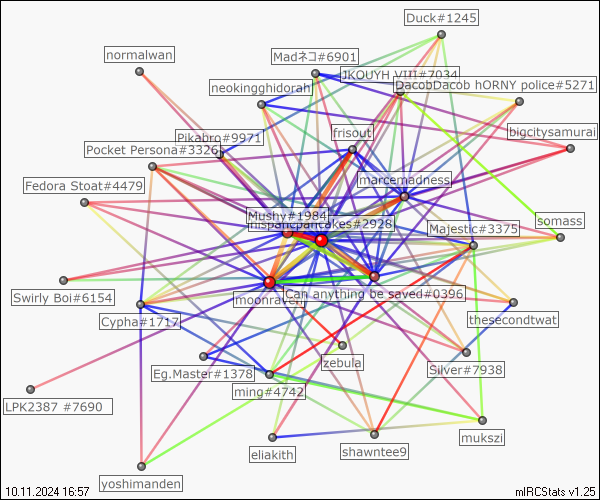 Duck#1245
normalwan
Madネコ#6901
JKOUYH VIII#7034
neokingghidorah
DacobDacob hORNY police#5271
frisout
bigcitysamurai
Pikabro#9971
Pocket Persona#3326
marcemadness
Fedora Stoat#4479
Mushy#1984
hispanicpancakes#2928
Majestic#3375
somass
Swirly Boi#6154
moonraven
Can anything be saved#0396
Cypha#1717
thesecondtwat
zebula
Eg.Master#1378
Silver#7938
ming#4742
LPK2387 #7690
mukszi
eliakith
shawntee9
yoshimanden
10.11.2024 16:57
mIRCStats v1.25